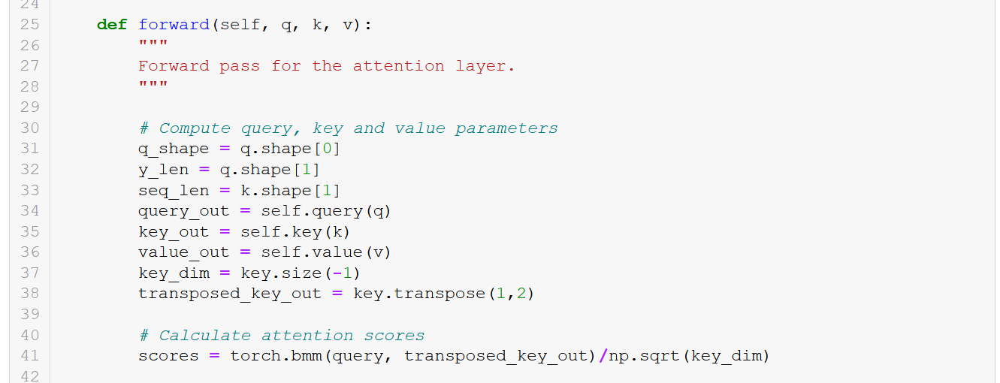 24
25 def forward(self, q, k, v):
26 """
27 Forward pass for the attention layer.
28 """
29
30 # Compute query, key and value parameters
31 q_shape = q.shape[0]
32 y_len = q.shape[1]
33 seq_len = k.shape[1]
34 query_out = self.query(q)
35 key_out = self.key(k)
36 value_out = self.value(v)
37 key_dim = key.size(-1)
38 transposed_key_out = key.transpose(1,2)
39
40 # Calculate attention scores
41 scores = torch.bmm(query, transposed_key_out)/np.sqrt(key_dim)
42